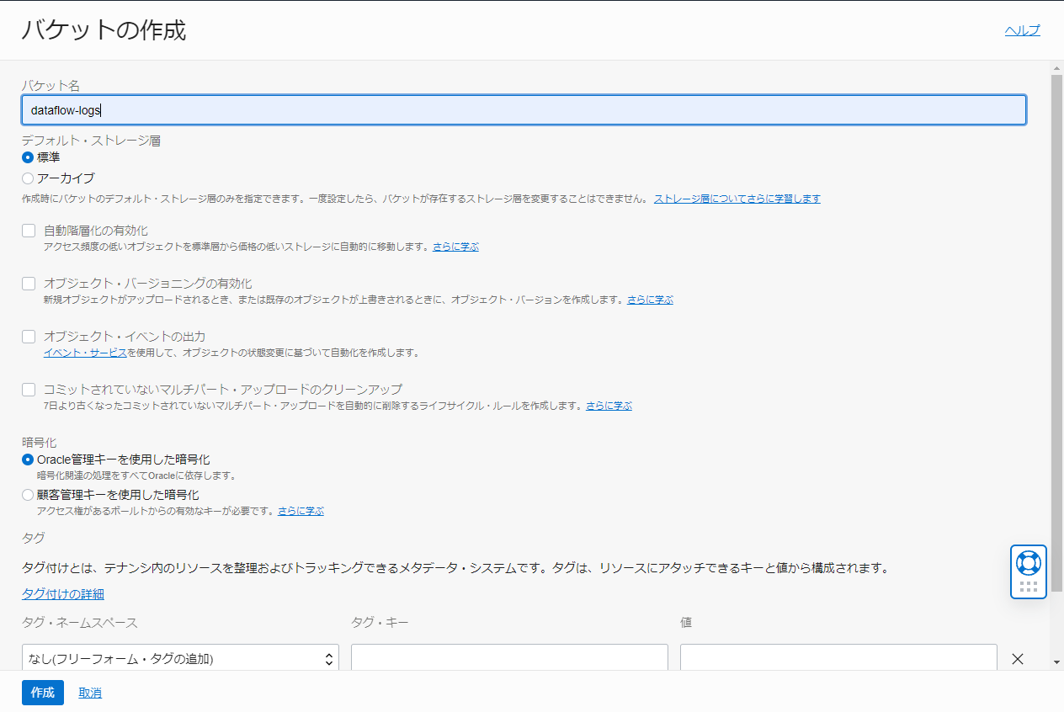 バケットの作成
ヘルプ
バケット名
dataflow-logs
デフォルト・ストレージ層
標準
アーカイブ
作成時にバケットのデフォルト・ストレージ層のみを指定できます。一度設定したら、バケットが存在するストレージ層を変更することはできません。 ストレージ層についてさらに学習します
自動階層化の有効化
アクセス頻度の低いオブジェクトを標準層から価格の低いストレージに自動的に移動します。 さらに学ぶ
オブジェクト・バージョニングの有効化
新規オブジェクトがアップロードされるとき、または既存のオブジェクトが上書きされるときに、オブジェクト・バージョンを作成します。 さらに学ぶ
オブジェクト・イベントの出力
イベント・サービスを使用して、オブジェクトの状態変更に基づいて自動化を作成します。
コミットされていないマルチパート・アップロードのクリーンアップ
7日より古くなったコミットされていないマルチパート・アップロードを自動的に削除するライフサイクル・ルールを作成します。 さらに学ぶ
暗号化
Oracle管理キーを使用した暗号化
暗号化関連の処理をすべてOracleに依存します。
顧客管理キーを使用した暗号化
アクセス権があるボールトからの有効なキーが必要です。 さらに学ぶ
タグ
タグ付けとは、テナンシ内のリソースを整理およびトラッキングできるメタデータ・システムです。タグは、リソースにアタッチできるキーと値から構成されます。
タグ付けの詳細
タグ・ネームスペース タグ・キー 値
なし(フリーフォーム・タグの追加)
作成 取消